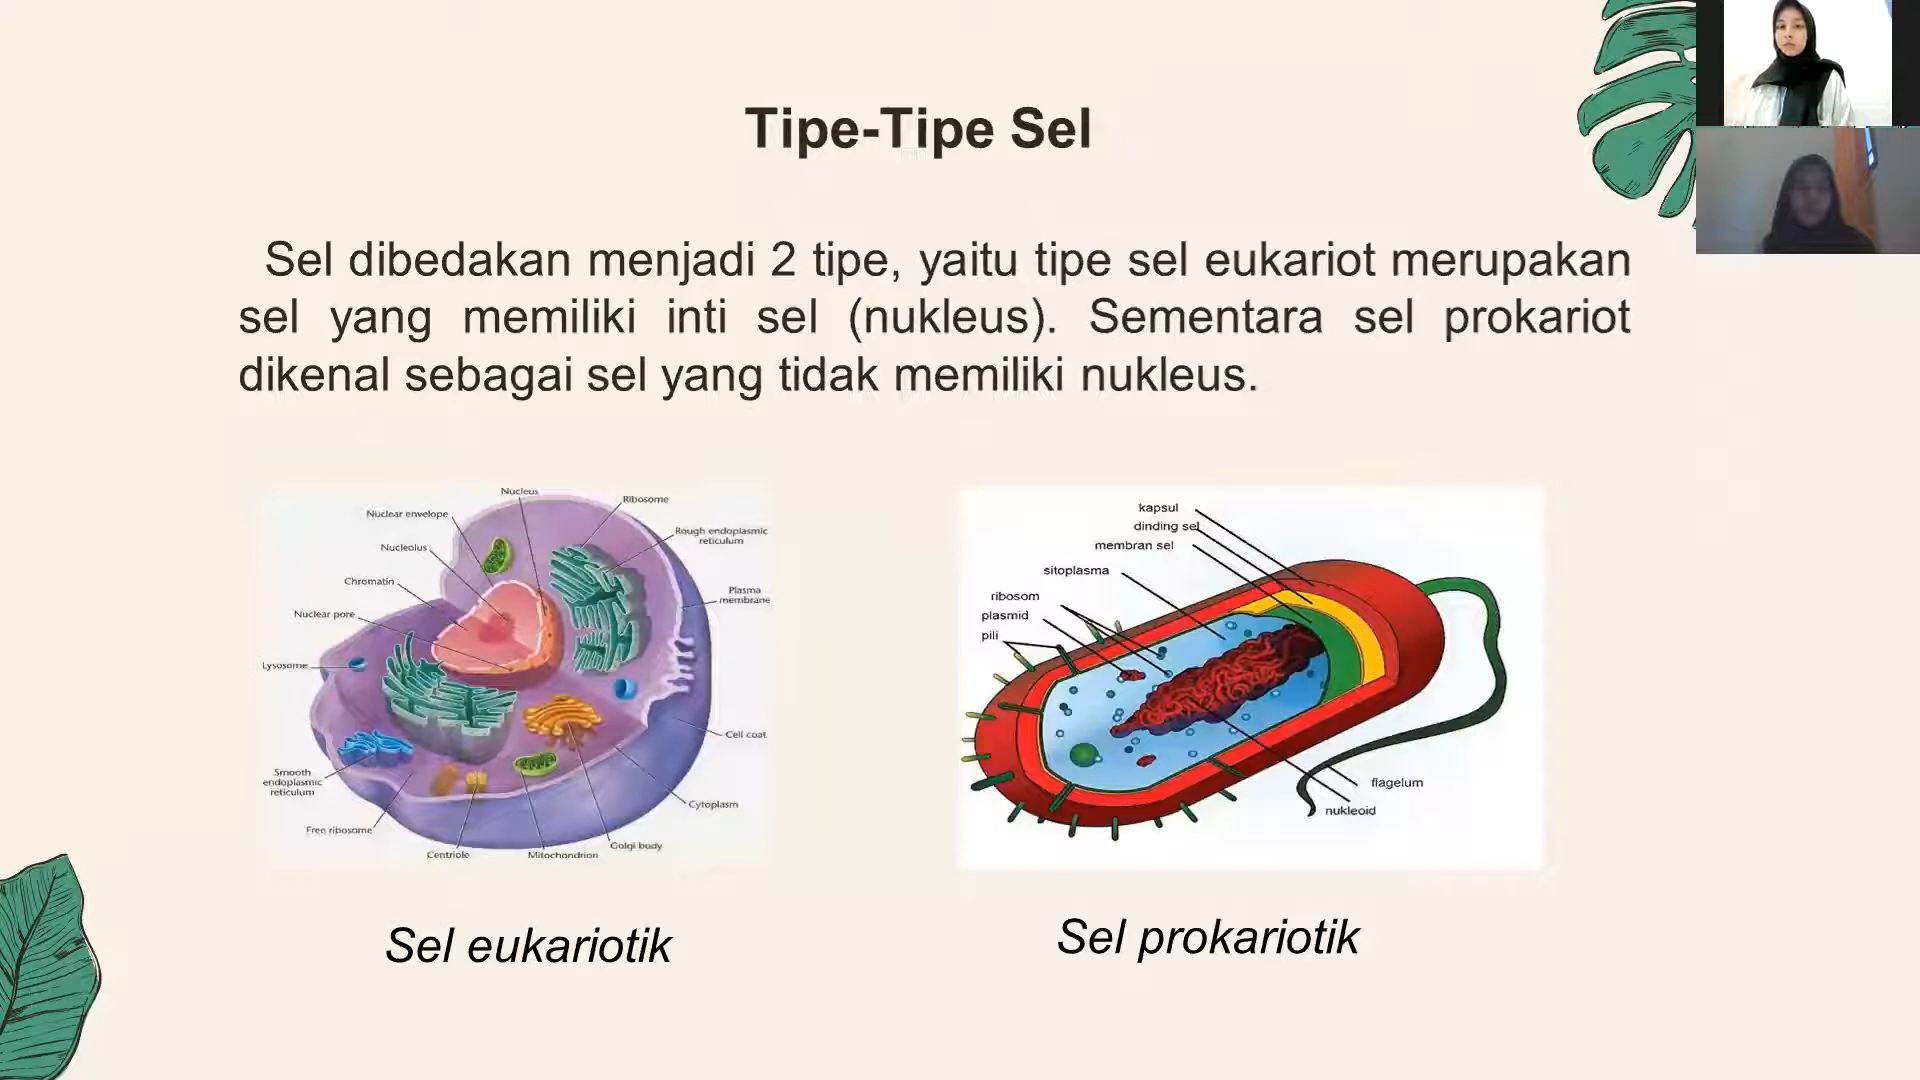 Tipe-Tipe Sel
Sel dibedakan menjadi 2 tipe, yaitu tipe sel eukariot merupakan
sel yang memiliki inti sel (nukleus). Sementara sel prokariot
dikenal sebagai sel yang tidak memiliki nukleus.
Nucleus
Ribosome
Nuclear envelope
Rough endoplasmic
reticulum
Nucleolus
Chromatin
Plasma
membrane
Nuclear pore
Lysosome
Cell coat
Smooth
endoplasmic
reticulum
Cytoplasm
Free ribosome
Golgi body
Centriole
Mitochondrion
kapsul
dinding sel
membran sel
sitoplasma
ribosom
plasmid
pili
flagelum
nukleoid
Sel eukariotik
Sel prokariotik